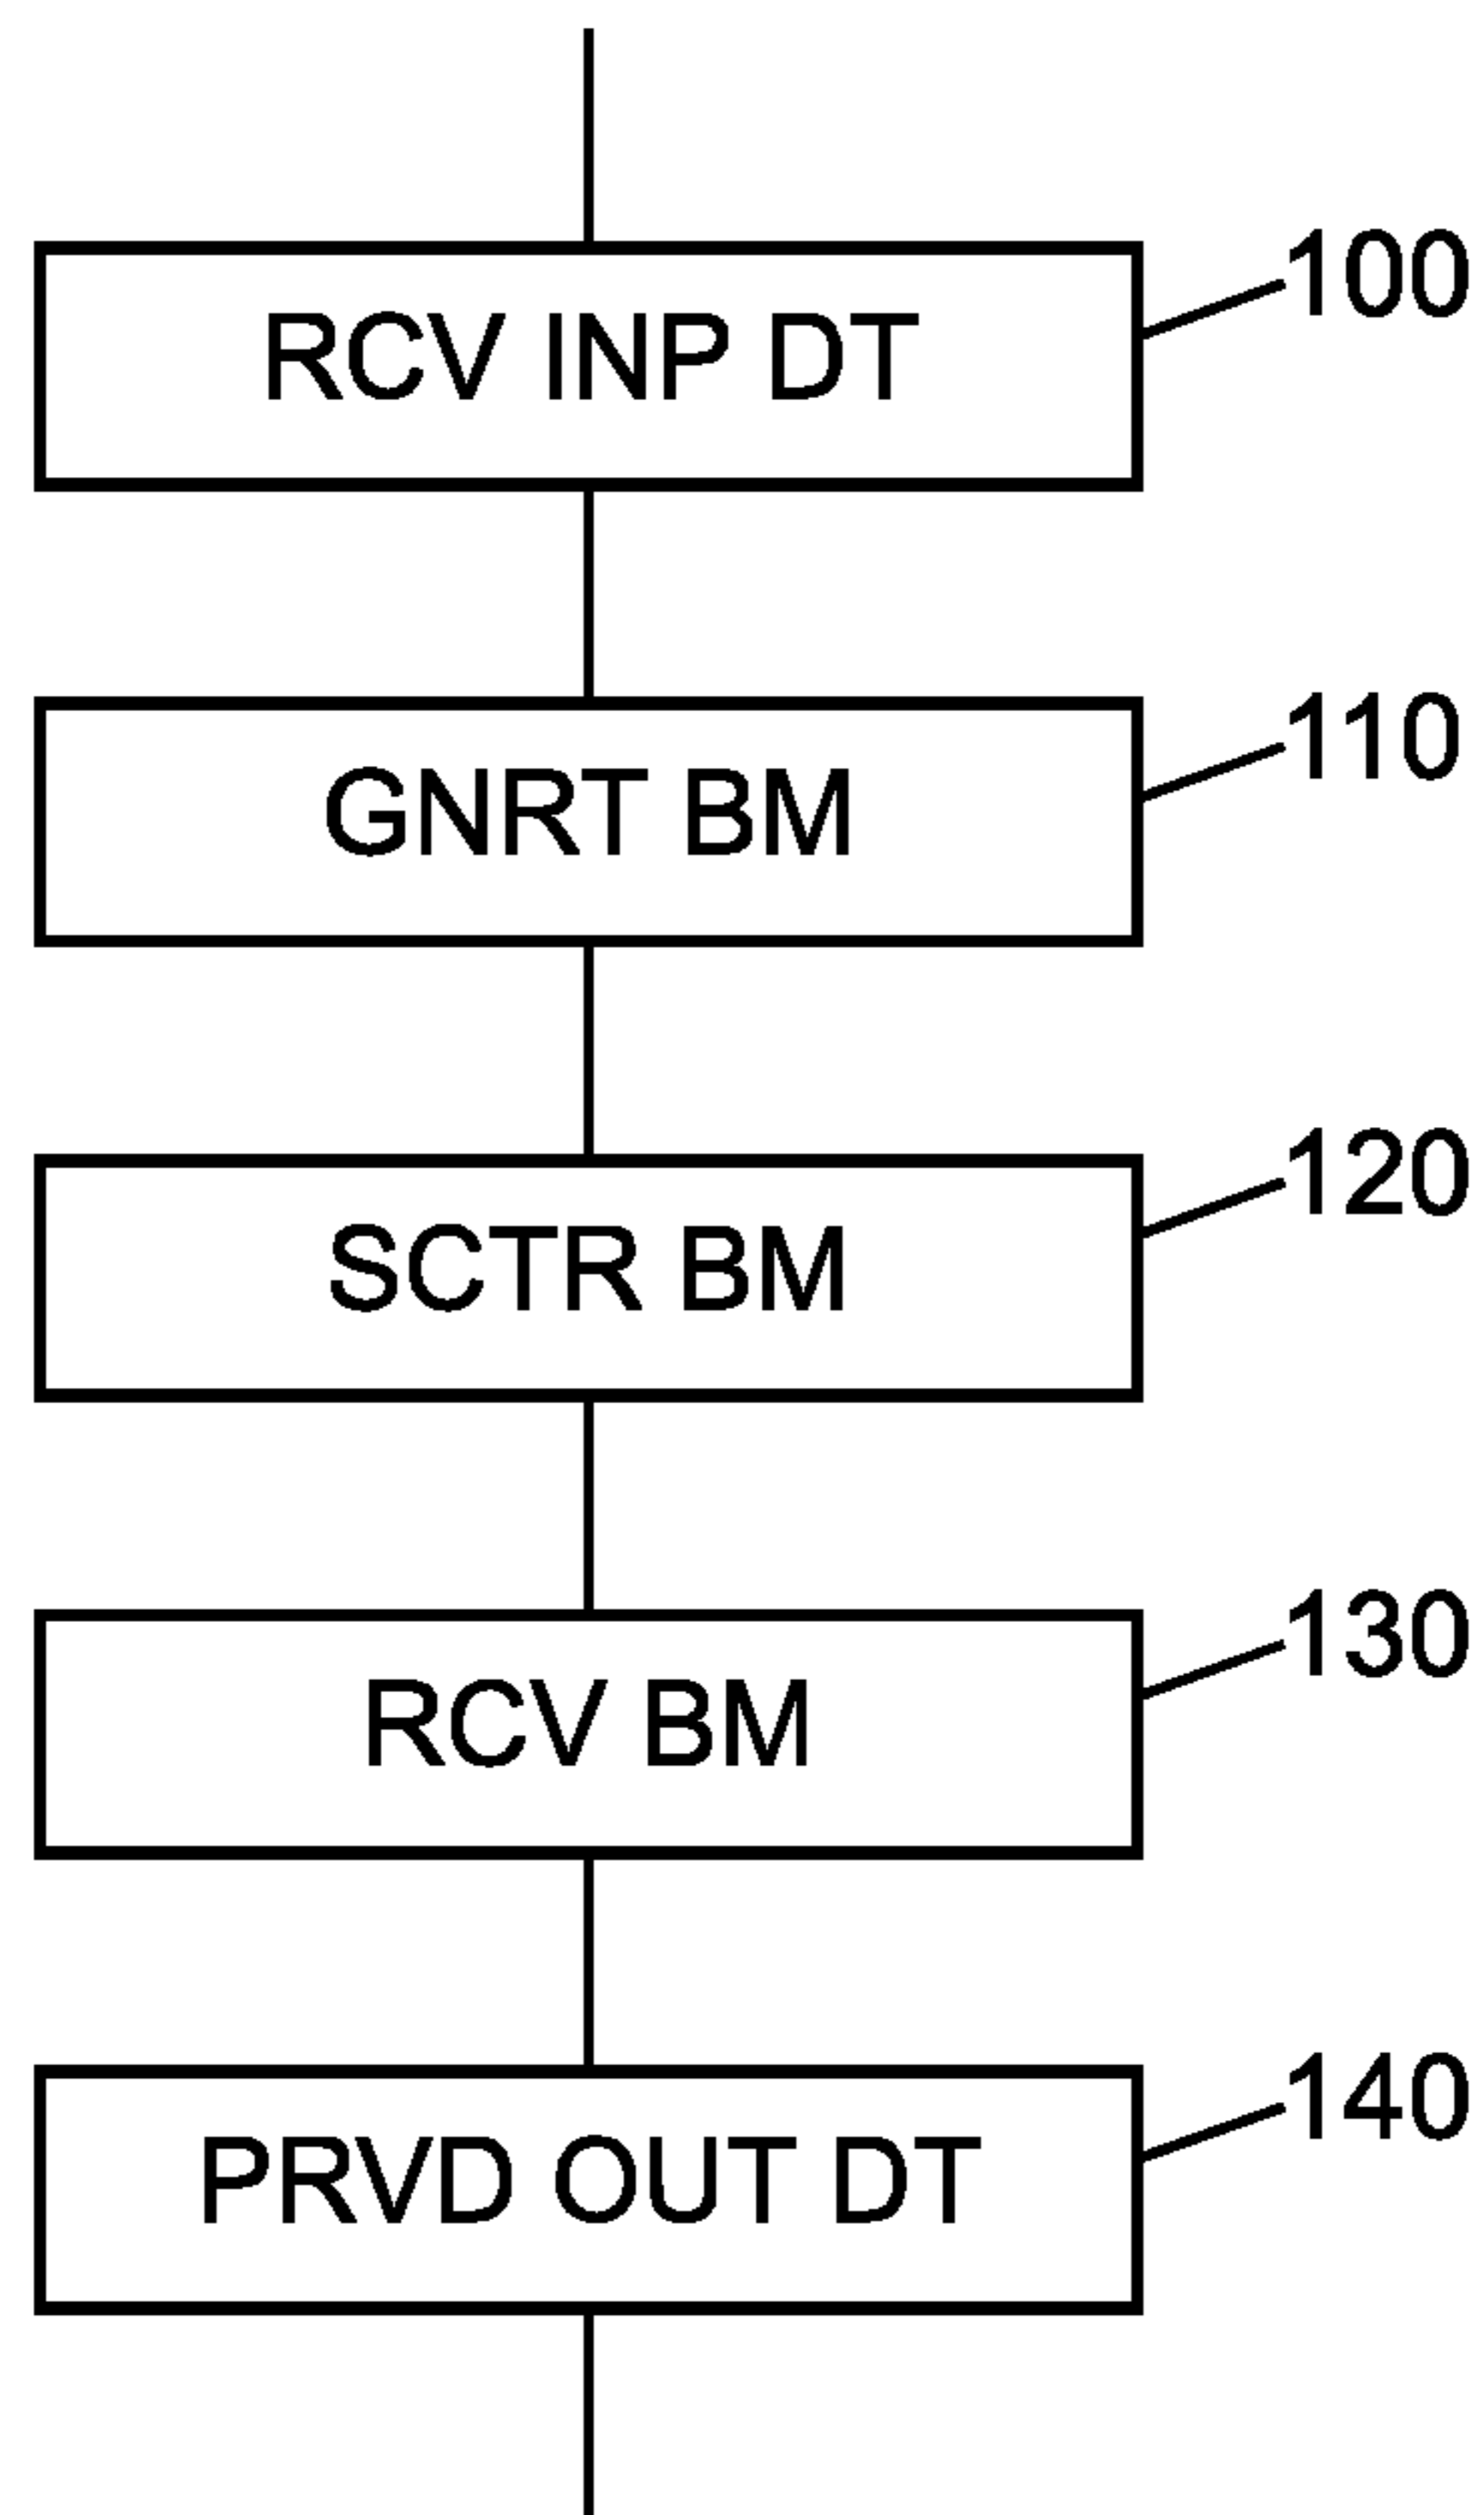 100
RCV INP DT
110
GNRT BM
120
SCTR BM
130
RCV BM
140
PRVD OUT DT